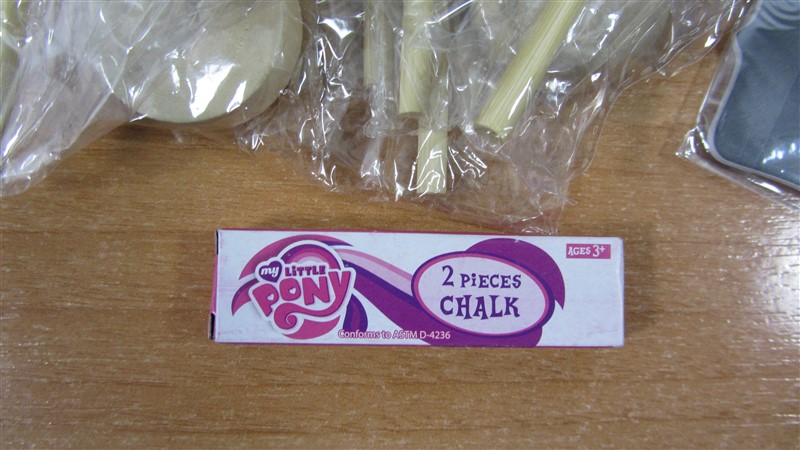 my
LiTTLE
PONY
2 PiECES
CHALK
AGES 3+
Conforms to ASTM D-4236